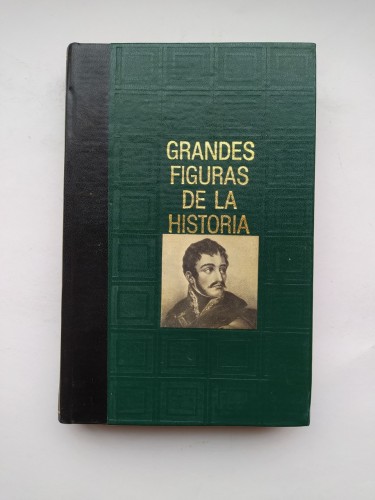 GRANDES
FIGURAS
DE LA
HISTORIA